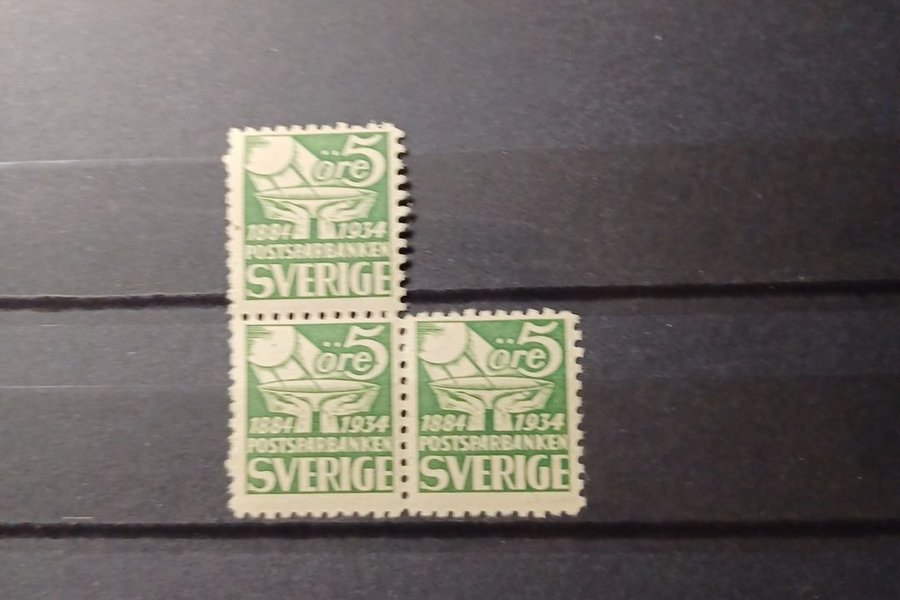 öre 5
1884 1934
POSTSPARBANKEN
SVERIGE
öre 5
1884 1934
POSTSPARBANKEN
SVERIGE
öre 5
1884 1934
POSTSPARBANKEN
SVERIGE